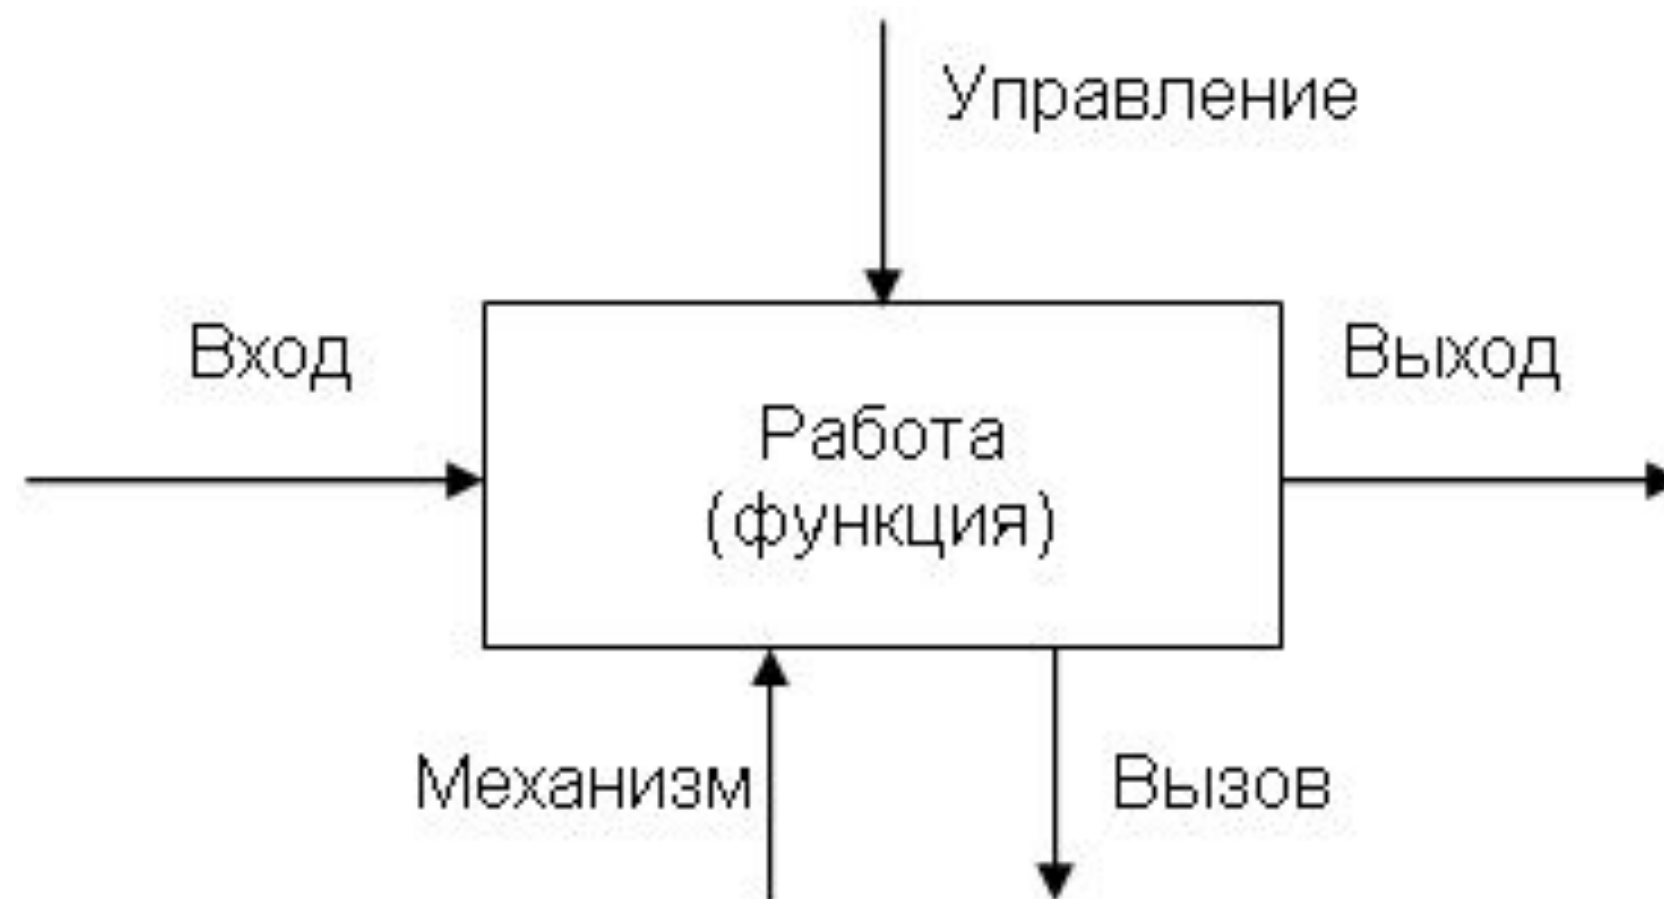 Управление
Вход
Выход
Работа
(функция)
Механизм
Вызов